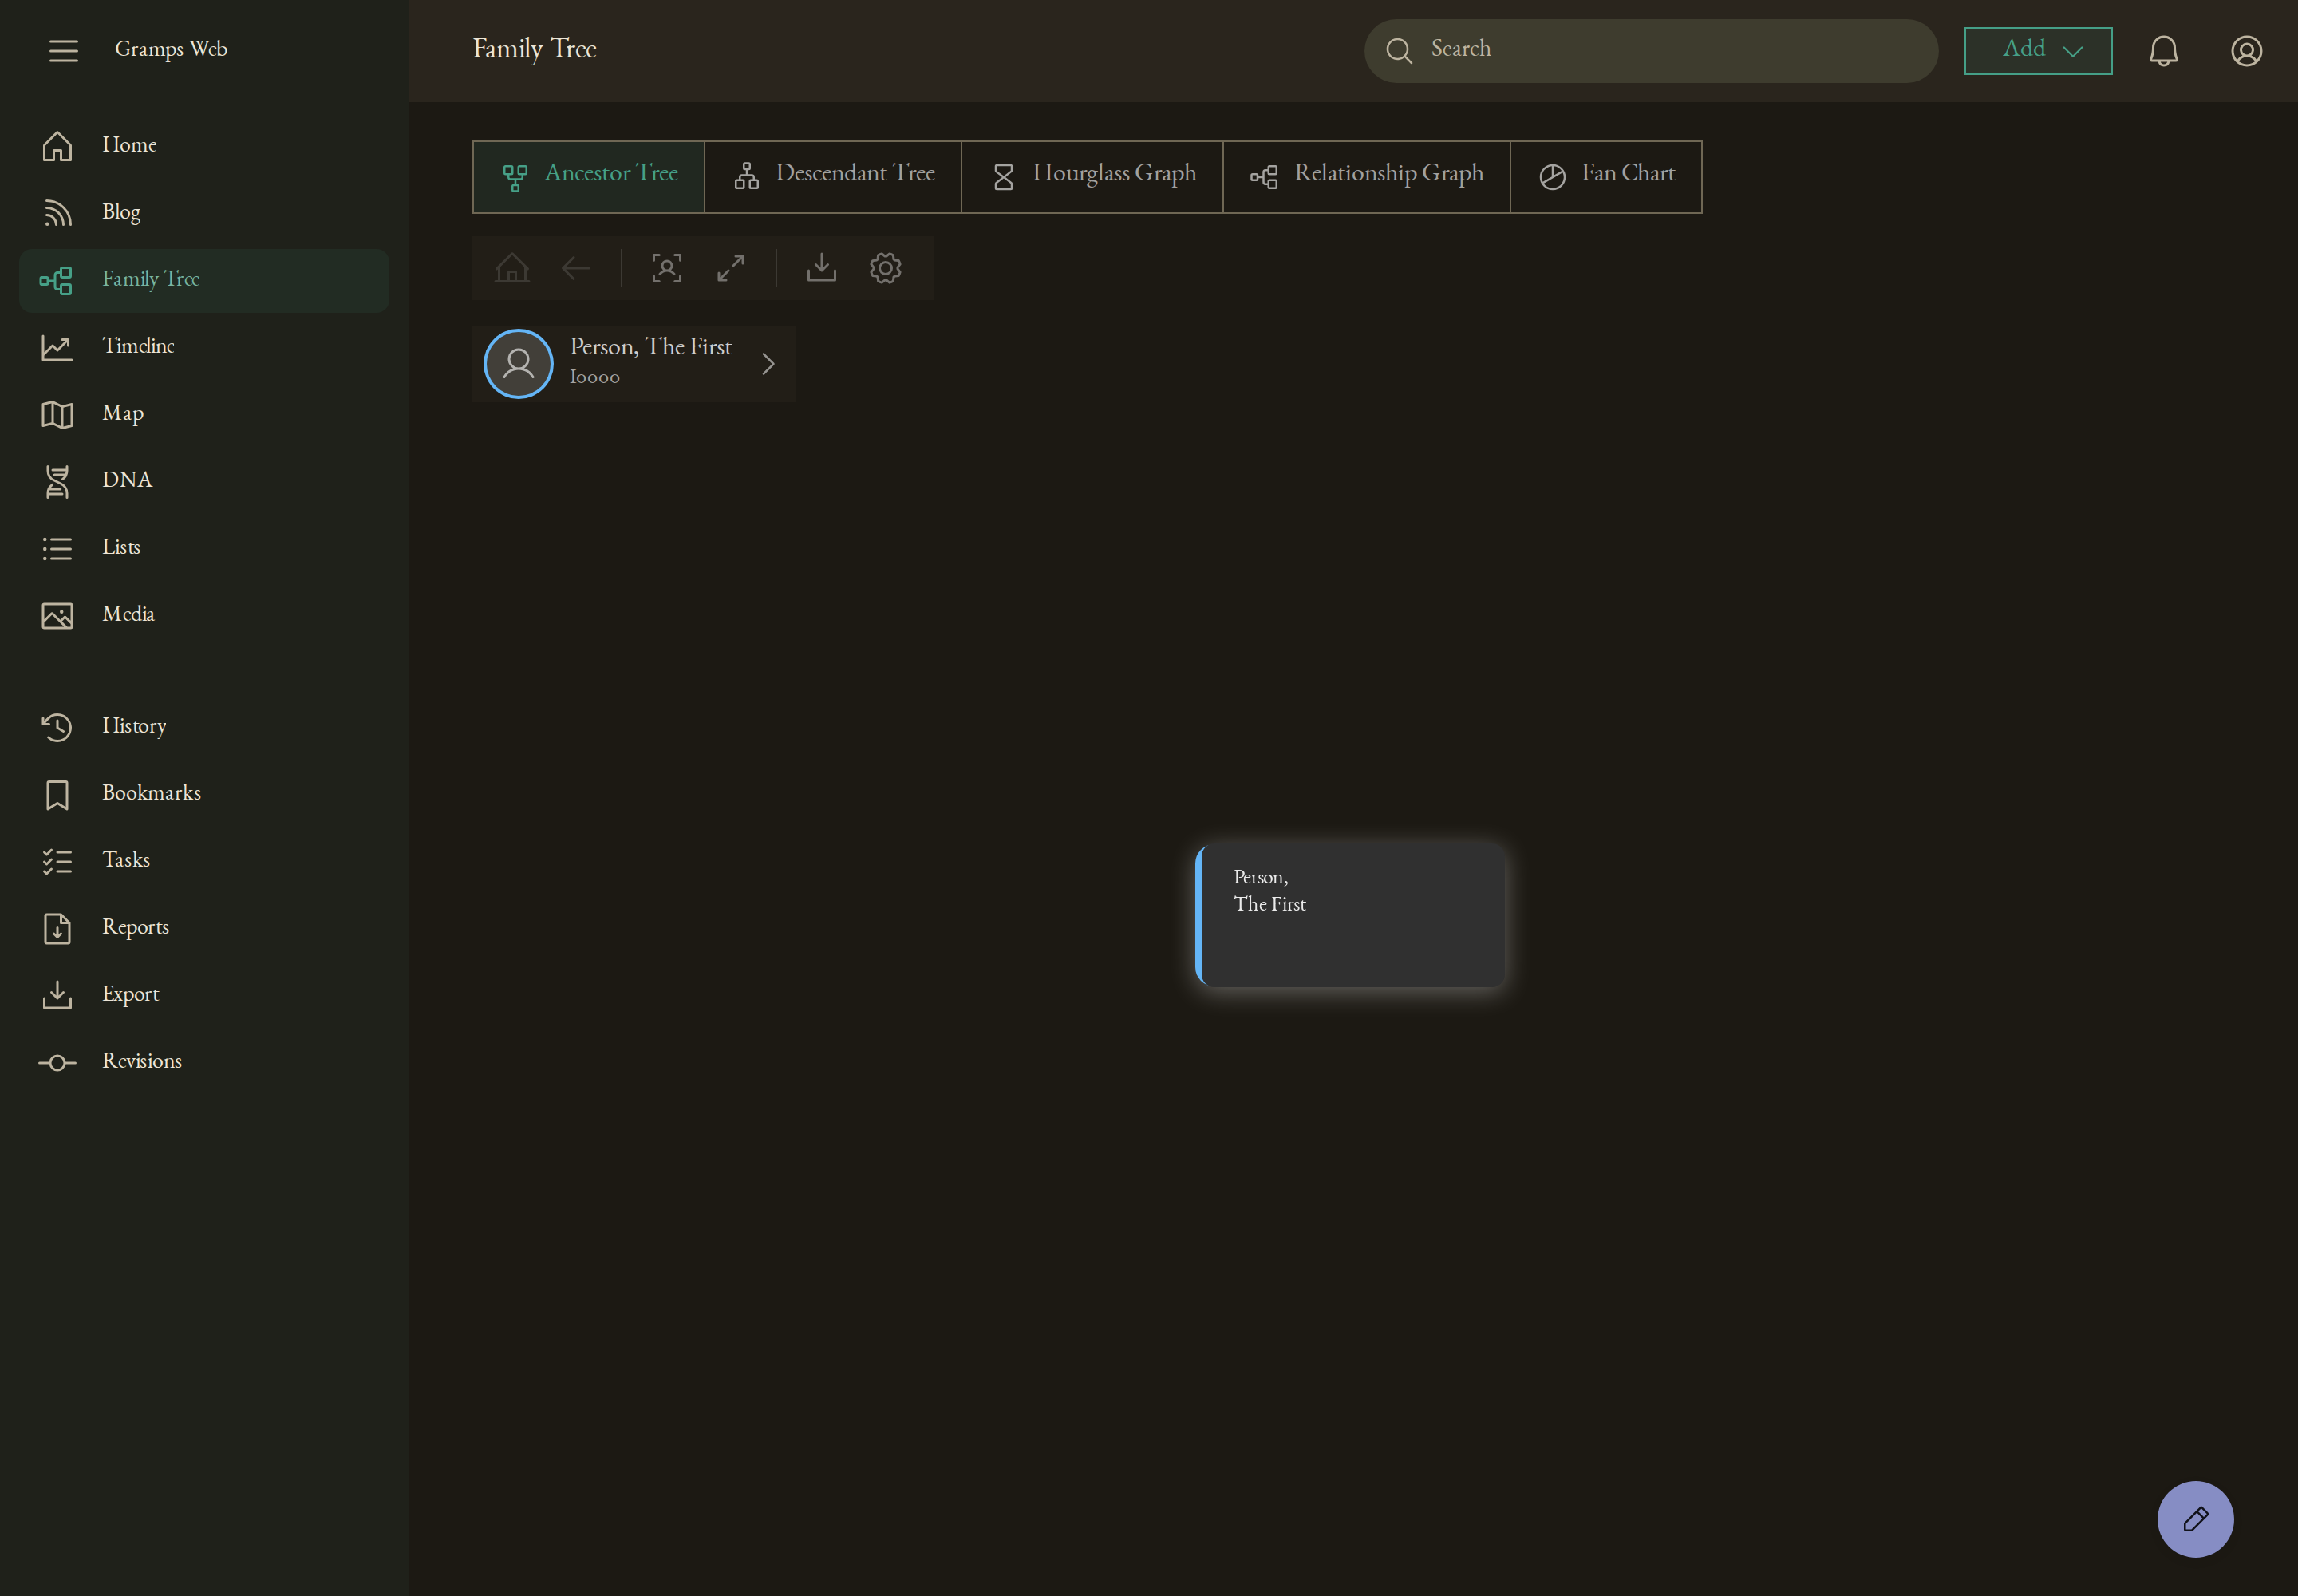 Gramps Web
Family Tree
Search
Add
Home
Blog
Family Tree
Timeline
Map
DNA
Lists
Media
History
Bookmarks
Tasks
Reports
Export
Revisions
Ancestor Tree
Descendant Tree
Hourglass Graph
Relationship Graph
Fan Chart
Person, The First
I0000
Person,
The First